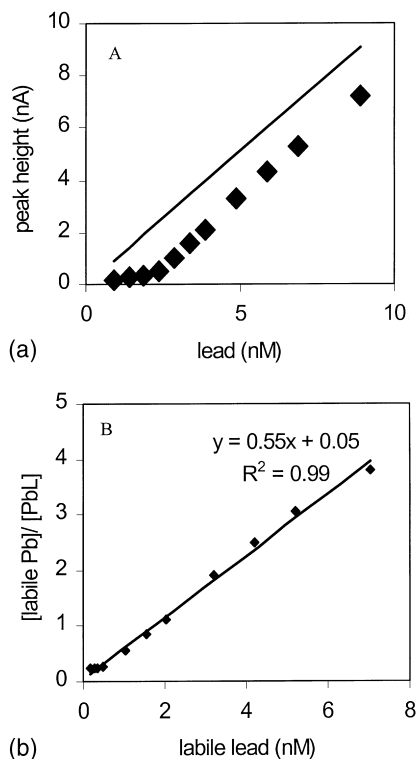 10
A
8
6
4
2
0
peak height (nA)
0 5 10
lead (nM)
(a)
5
B
y = 0.55x + 0.05
R² = 0.99
4
3
2
1
0
[labile Pb]/ [PbL]
0 2 4 6 8
labile lead (nM)
(b)